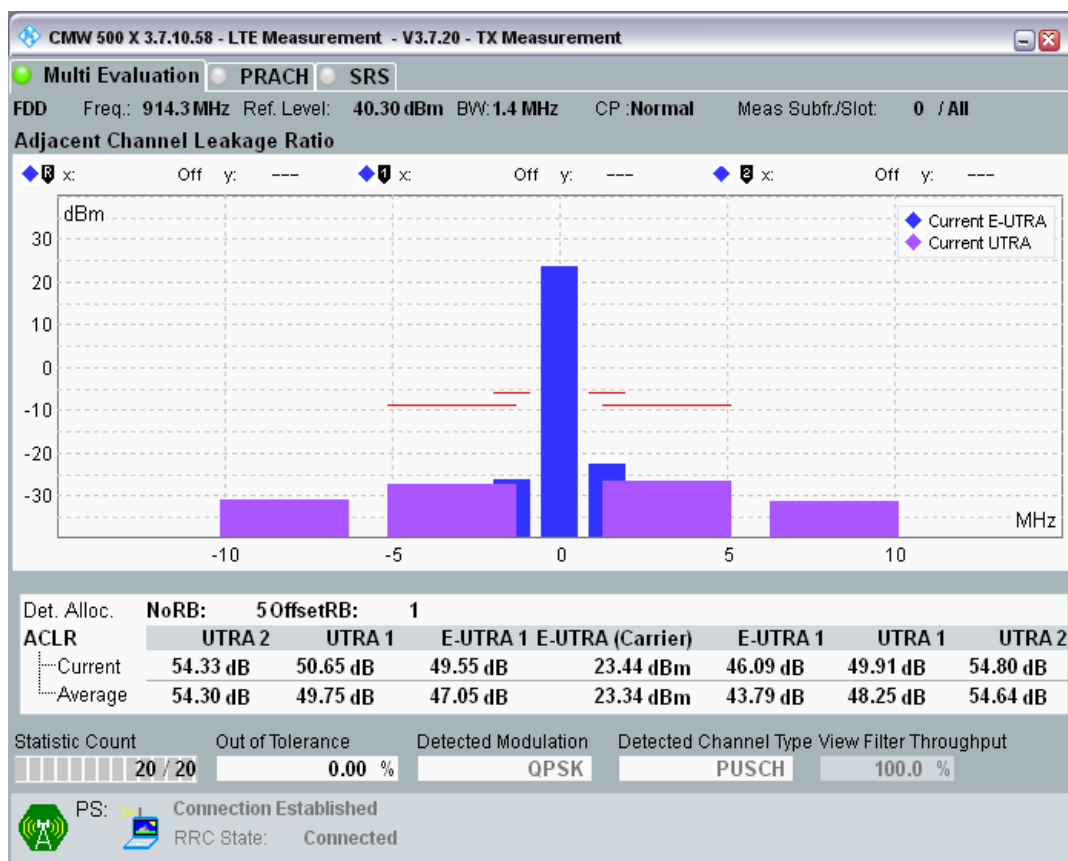 CMW 500 X 3.7.10.58 - LTE Measurement - V3.7.20 - TX Measurement
Multi Evaluation PRACH SRS
FDD Freq.: 914.3 MHz Ref. Level: 40.30 dBm BW: 1.4 MHz CP : Normal Meas Subfr./Slot: 0 / All
Adjacent Channel Leakage Ratio
R x: Off y: --- 1 x: Off y: --- 2 x: Off y: ---
dBm
Current E-UTRA
Current UTRA
30
20
10
0
-10
-20
-30
MHz
-10 -5 0 5 10
Det. Alloc. NoRB: 5 OffsetRB: 1
ACLR UTRA 2 UTRA 1 E-UTRA 1 E-UTRA (Carrier) E-UTRA 1 UTRA 1 UTRA 2
Current 54.33 dB 50.65 dB 49.55 dB 23.44 dBm 46.09 dB 49.91 dB 54.80 dB
Average 54.30 dB 49.75 dB 47.05 dB 23.34 dBm 43.79 dB 48.25 dB 54.64 dB
Statistic Count Out of Tolerance Detected Modulation Detected Channel Type View Filter Throughput
20 / 20 0.00 % QPSK PUSCH 100.0 %
PS: Connection Established
RRC State: Connected